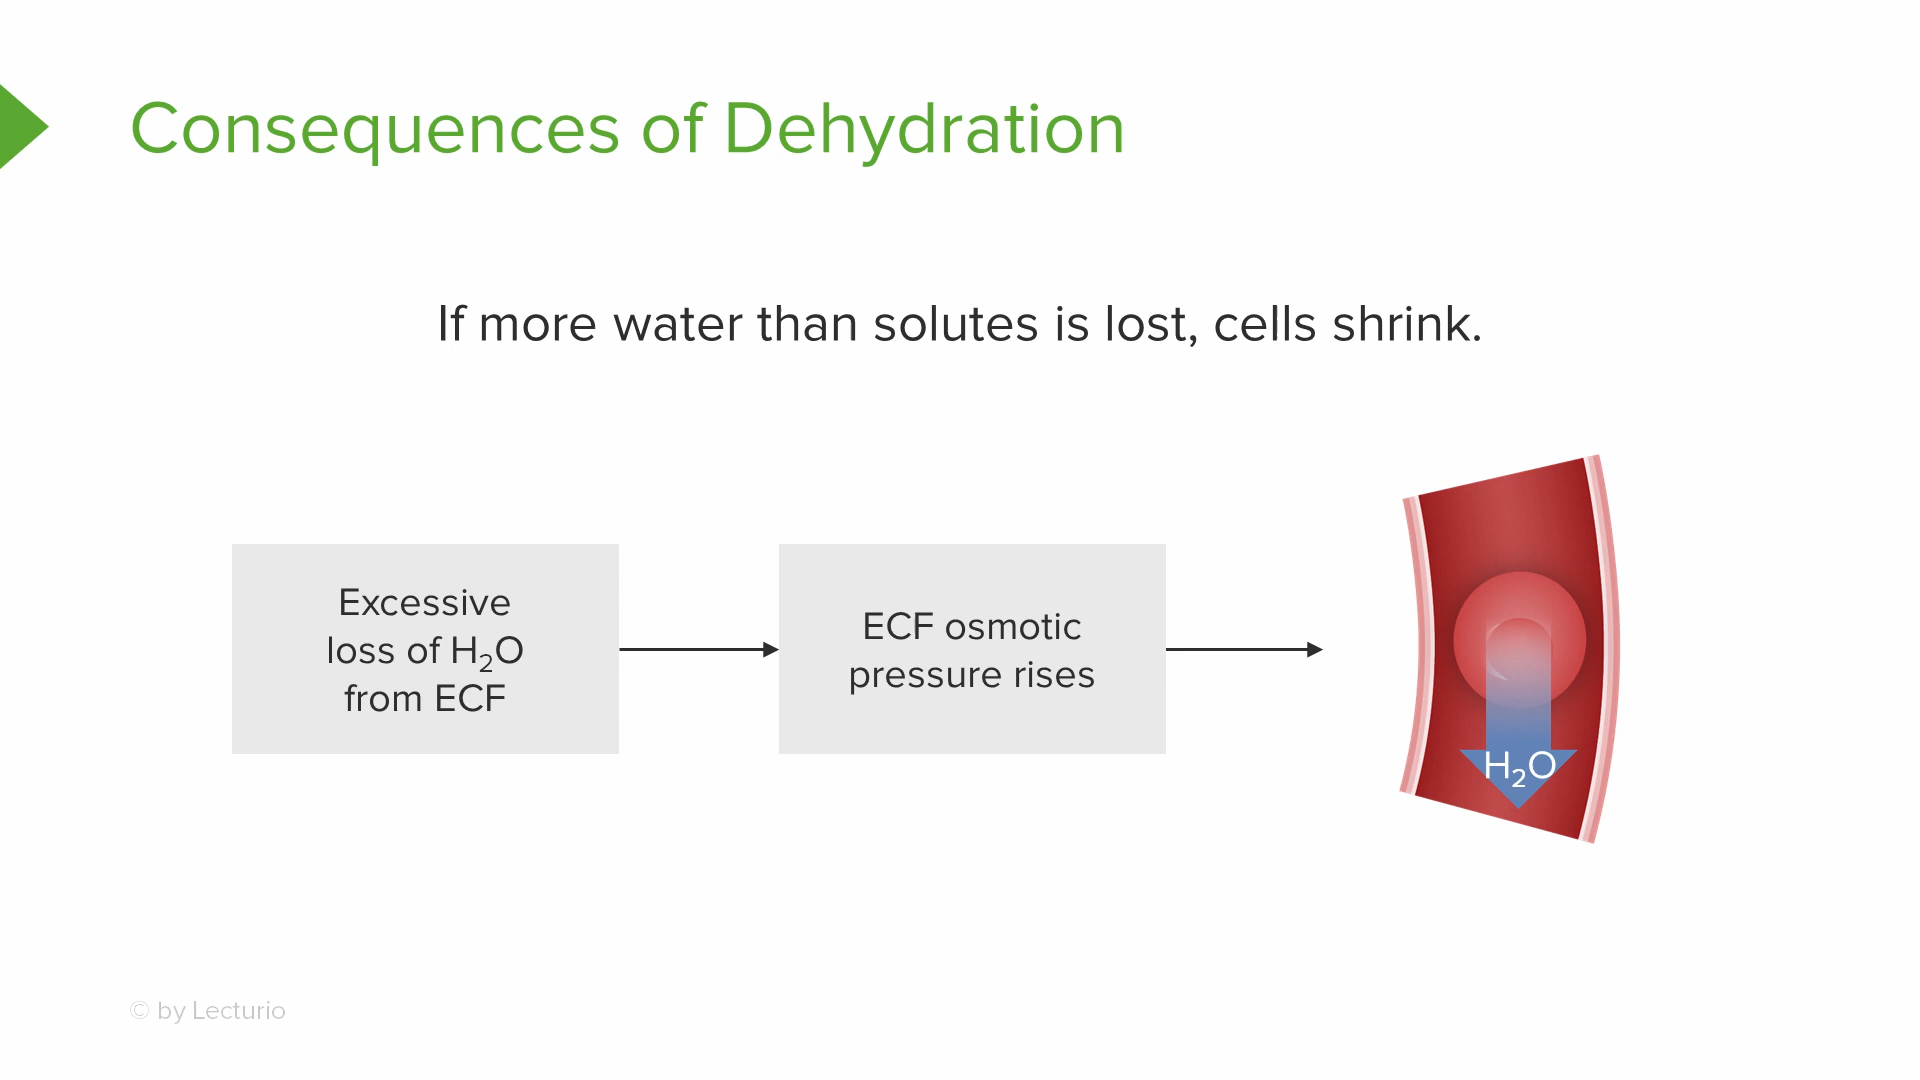 Consequences of Dehydration
If more water than solutes is lost, cells shrink.
Excessive
loss of H₂O
from ECF
ECF osmotic
pressure rises
H₂O
© by Lecturio